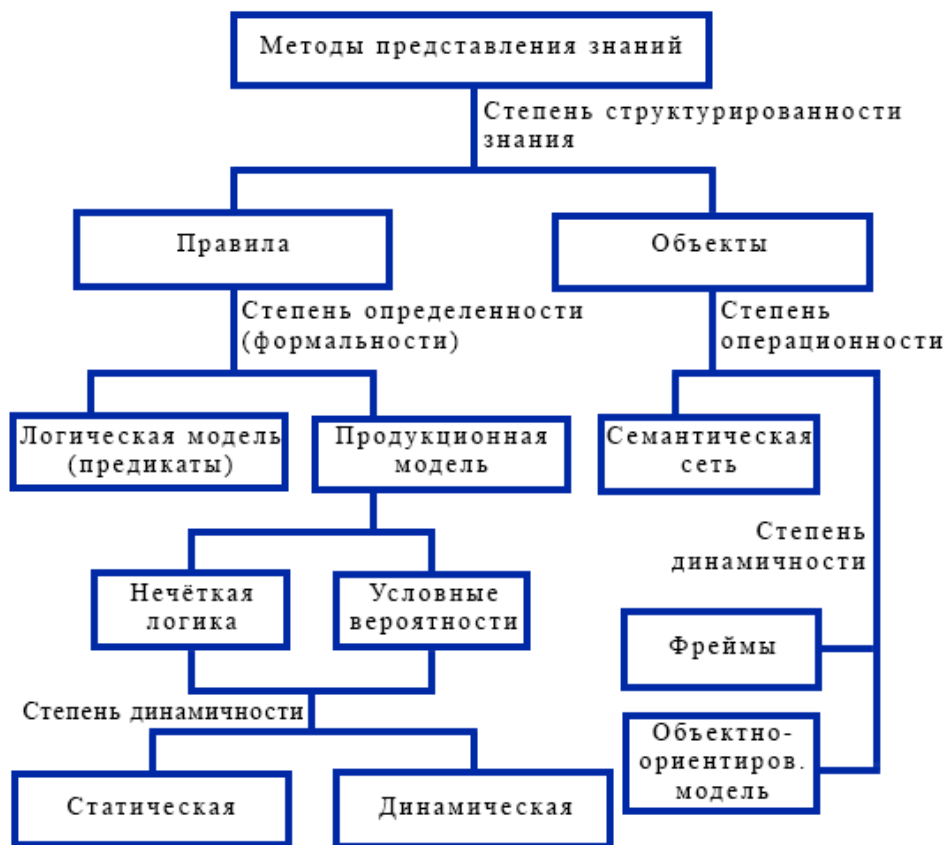 Методы представления знаний
Степень структурированности
знания
Правила
Объекты
Степень определенности
(формальности)
Степень
операционности
Логическая модель
(предикаты)
Продукционная
модель
Семантическая
сеть
Степень
динамичности
Нечёткая
логика
Условные
вероятности
Фреймы
Степень динамичности
Объектно-
ориентиров.
модель
Статическая
Динамическая